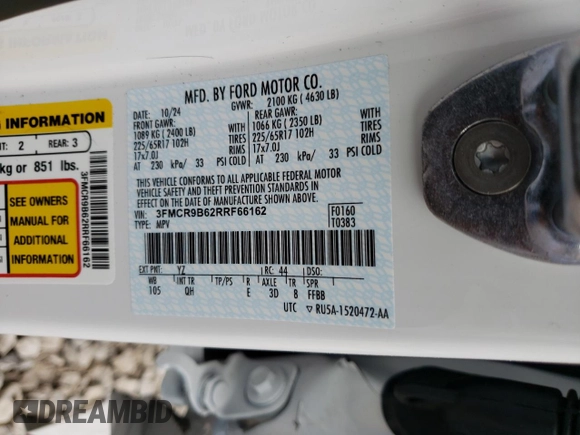 MFD. BY FORD MOTOR CO.
10/24 GVWR: 2100 KG ( 4630 LB)
FRONT GAWR: REAR GAWR:
1089 KG ( 2400 LB) WITH 1066 KG ( 2350 LB) WITH
225/65R17 102H TIRES 225/65R17 102H TIRES
17x7.0J RIMS 17x7.0J RIMS
AT 230 kPa/ 33 PSI COLD AT 230 kPa/ 33 PSI COLD
THIS VEHICLE CONFORMS TO ALL APPLICABLE FEDERAL MOTOR
VEHICLE SAFETY AND THEFT PREVENTION STANDARDS IN
EFFECT ON THE DATE OF MANUFACTURE SHOWN ABOVE.
VIN: 3FMCR9B62RRF66162 F0160
TYPE: MPV T0383
EXT PNT: YZ RC: 44 DSO:
WB INT TR TP/PS R AXLE TR SPR
105 QH E 3D 8 FFBB
UTC ▽ RU5A-1520472-AA
INFORMATION
2 REAR: 3
kg or 851 lbs.
SEE OWNERS
MANUAL FOR
ADDITIONAL
INFORMATION
3FMCR9B62RRF66162
DREAMBID